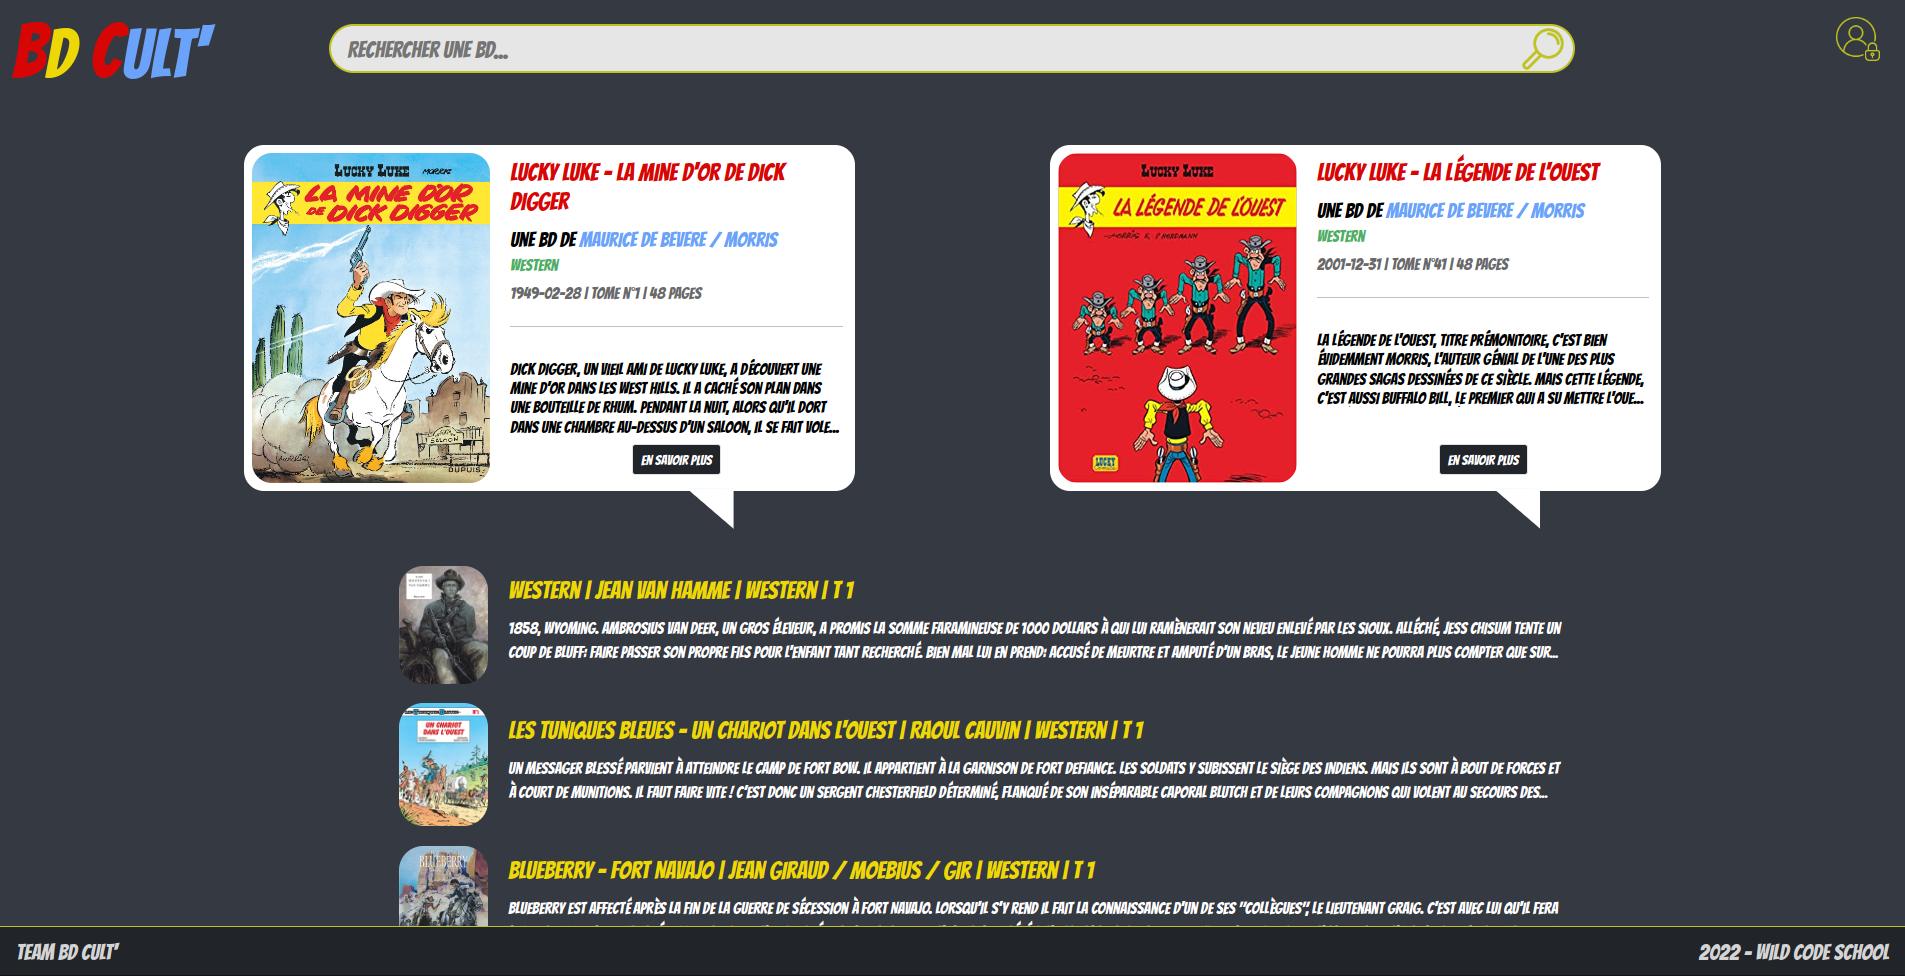 BD CULT'
RECHERCHER UNE BD...
LUCKY LUKE MORRIS
LA MINE D'OR
DE DICK DIGGER
SALOON
DUPUIS
LUCKY LUKE - LA MINE D'OR DE DICK
DIGGER
UNE BD DE MAURICE DE BEVERE / MORRIS
WESTERN
1949-02-28 | TOME N°1 | 48 PAGES
DICK DIGGER, UN VIEIL AMI DE LUCKY LUKE, A DÉCOUVERT UNE
MINE D'OR DANS LES WEST HILLS. IL A CACHÉ SON PLAN DANS
UNE BOUTEILLE DE RHUM. PENDANT LA NUIT, ALORS QU'IL DORT
DANS UNE CHAMBRE AU-DESSUS D'UN SALOON, IL SE FAIT VOLE...
EN SAVOIR PLUS
LUCKY LUKE
LA LÉGENDE DE L'OUEST
LUCKY
LUCKY LUKE - LA LÉGENDE DE L'OUEST
UNE BD DE MAURICE DE BEVERE / MORRIS
WESTERN
2001-12-31 | TOME N°41 | 48 PAGES
LA LÉGENDE DE L'OUEST, TITRE PRÉMONITOIRE, C'EST BIEN
ÉVIDEMMENT MORRIS, L'AUTEUR GÉNIAL DE L'UNE DES PLUS
GRANDES SAGAS DESSINÉES DE CE SIÈCLE. MAIS CETTE LÉGENDE,
C'EST AUSSI BUFFALO BILL, LE PREMIER QUI A SU METTRE L'OUE...
EN SAVOIR PLUS
WESTERN | JEAN VAN HAMME | WESTERN | T 1
1858, WYOMING. AMBROSIUS VAN DEER, UN GROS ÉLEVEUR, A PROMIS LA SOMME FARAMINEUSE DE 1000 DOLLARS À QUI LUI RAMÈNERAIT SON NEVEU ENLEVÉ PAR LES SIOUX. ALLÉCHÉ, JESS CHISUM TENTE UN
COUP DE BLUFF: FAIRE PASSER SON PROPRE FILS POUR L'ENFANT TANT RECHERCHÉ. BIEN MAL LUI EN PREND: ACCUSÉ DE MEURTRE ET AMPUTÉ D'UN BRAS, LE JEUNE HOMME NE POURRA PLUS COMPTER QUE SUR...
UN CHARIOT
DANS L'OUEST
LES TUNIQUES BLEUES - UN CHARIOT DANS L'OUEST | RAOUL CAUVIN | WESTERN | T 1
UN MESSAGER BLESSÉ PARVIENT À ATTEINDRE LE CAMP DE FORT BOW. IL APPARTIENT À LA GARNISON DE FORT DEFIANCE. LES SOLDATS Y SUBISSENT LE SIÈGE DES INDIENS. MAIS ILS SONT À BOUT DE FORCES ET
À COURT DE MUNITIONS. IL FAUT FAIRE VITE ! C'EST DONC UN SERGENT CHESTERFIELD DÉTERMINÉ, FLANQUÉ DE SON INSÉPARABLE CAPORAL BLUTCH ET DE LEURS COMPAGNONS QUI VOLENT AU SECOURS DES...
BLUEBERRY
BLUEBERRY - FORT NAVAJO | JEAN GIRAUD / MOEBIUS / GIR | WESTERN | T 1
BLUEBERRY EST AFFECTÉ APRÈS LA FIN DE LA GUERRE DE SÉCESSION À FORT NAVAJO. LORSQU'IL S'Y REND IL FAIT LA CONNAISSANCE D'UN DE SES "COLLÈGUES", LE LIEUTENANT GRAIG. C'EST AVEC LUI QU'IL FERA
TEAM BD CULT'
2022 - WILD CODE SCHOOL